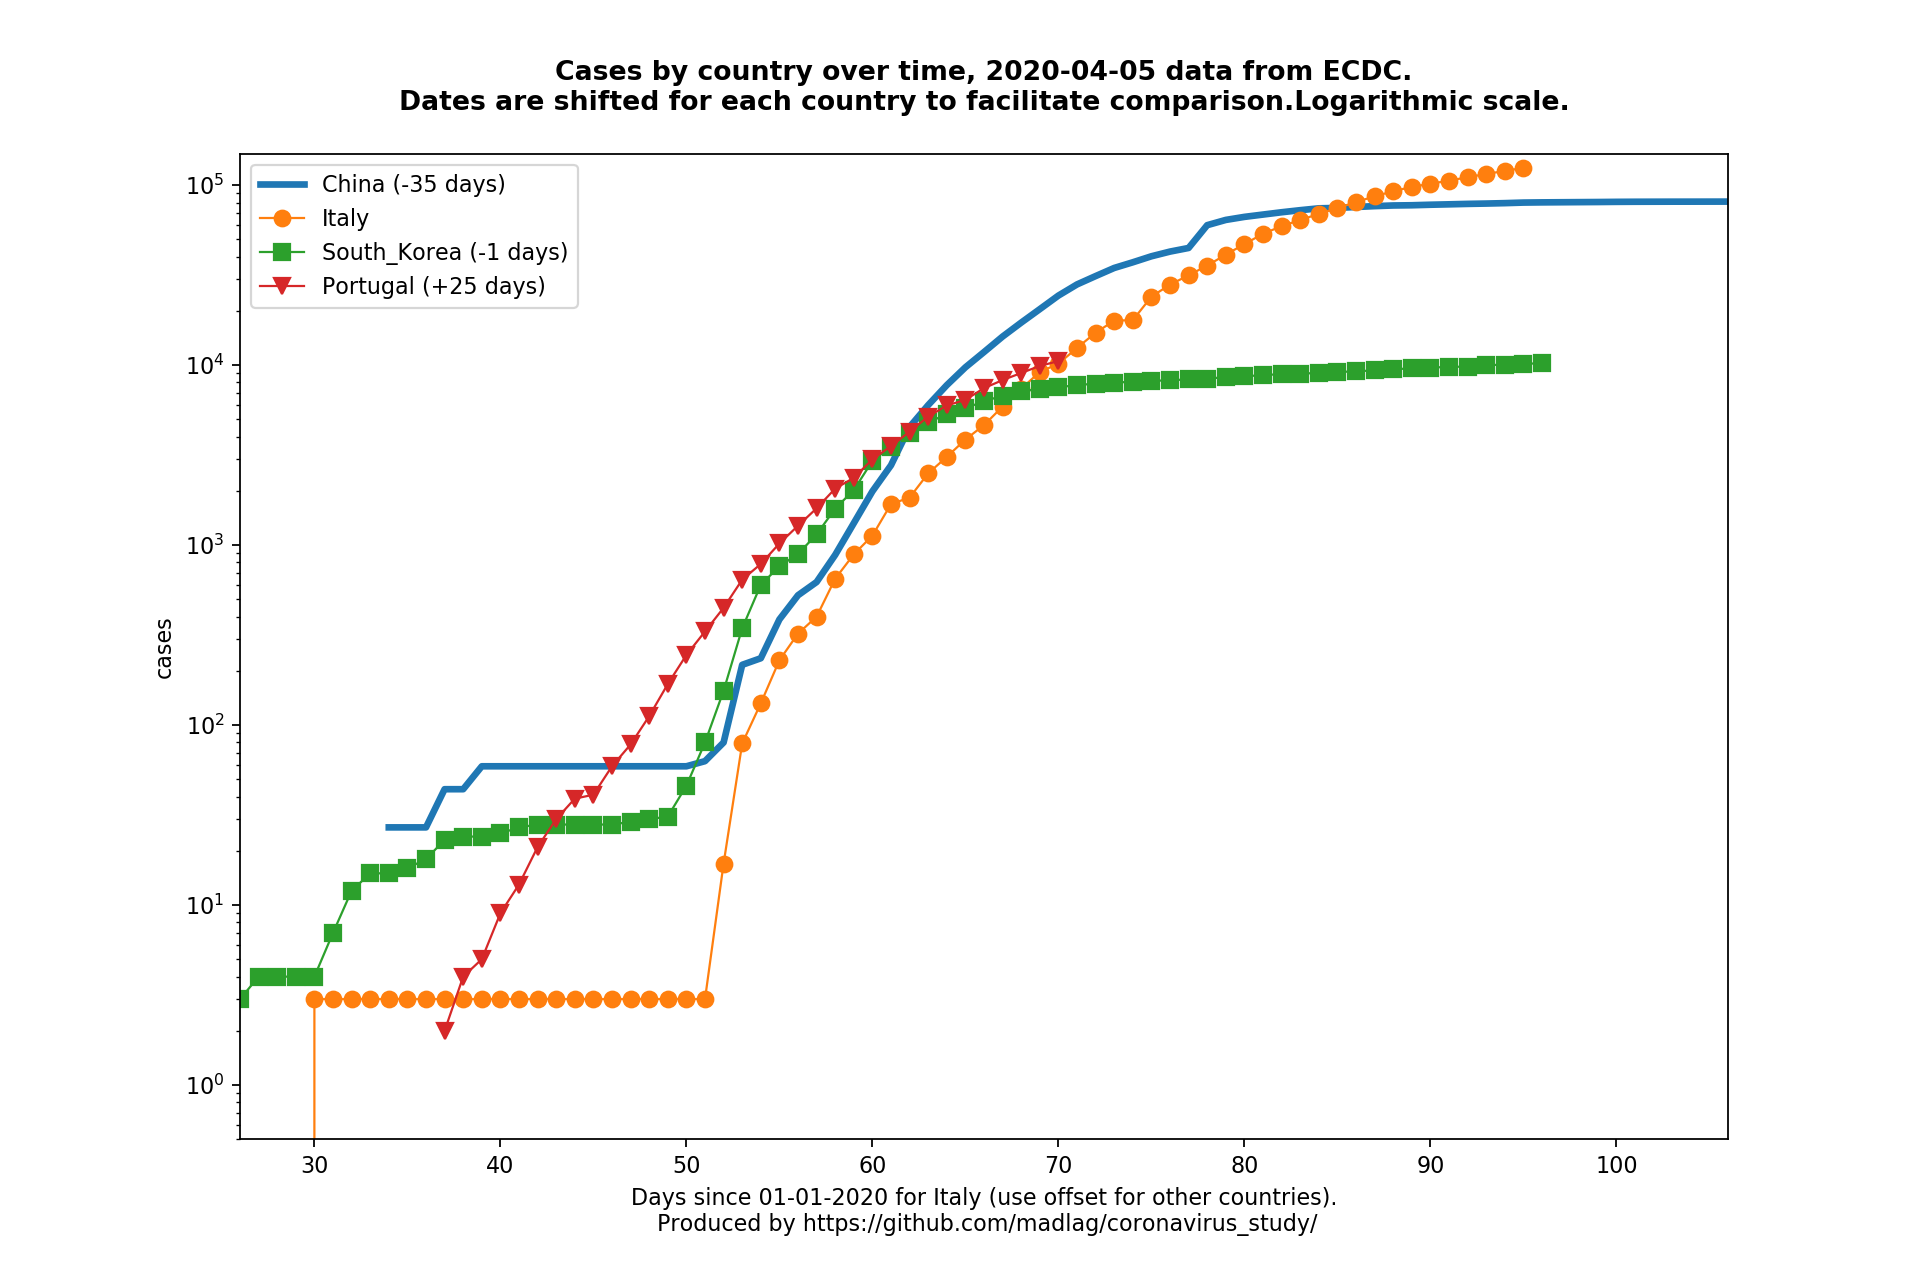 Cases by country over time, 2020-04-05 data from ECDC.
Dates are shifted for each country to facilitate comparison.Logarithmic scale.
China (-35 days)
Italy
South_Korea (-1 days)
Portugal (+25 days)
10^5
10^4
10^3
10^2
10^1
10^0
cases
30 40 50 60 70 80 90 100
Days since 01-01-2020 for Italy (use offset for other countries).
Produced by https://github.com/madlag/coronavirus_study/